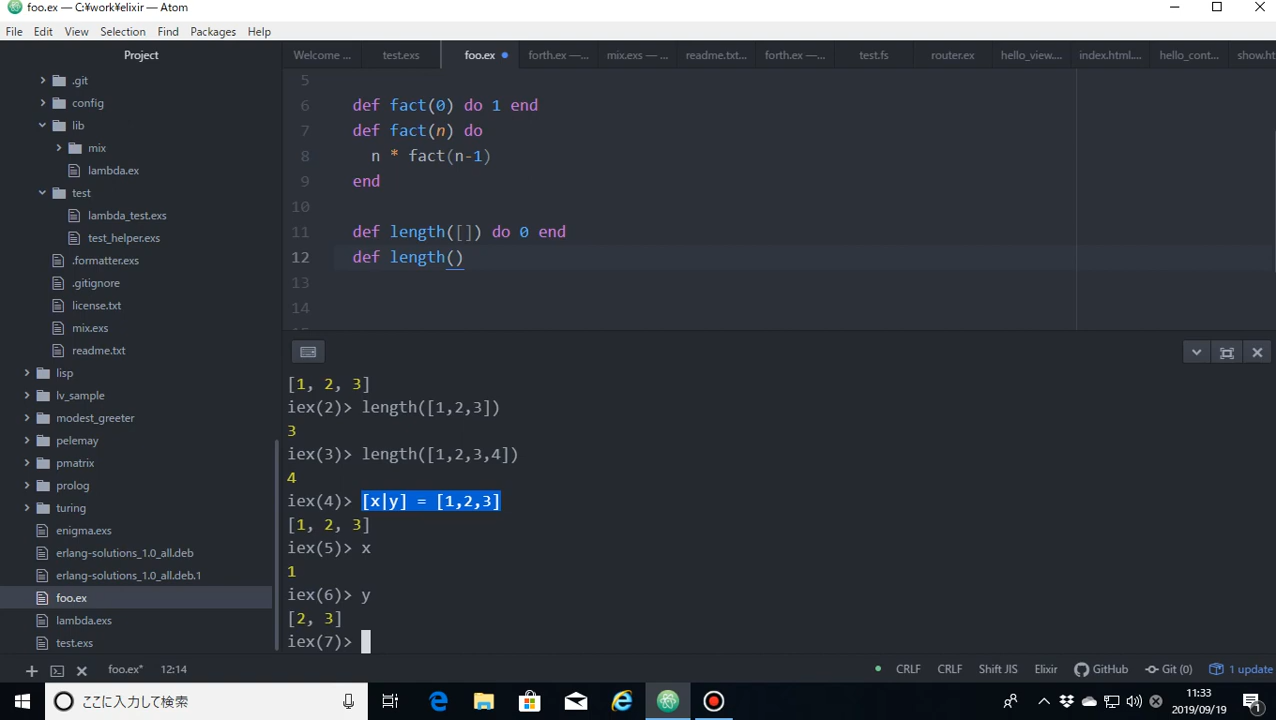 foo.ex — C:¥work¥elixir — Atom
File Edit View Selection Find Packages Help
Project
Welcome ... test.exs foo.ex forth.ex —... mix.exs — ... readme.txt... forth.ex —... test.fs router.ex hello_view.... index.html.... hello_cont... show.ht
.git
config
lib
mix
lambda.ex
test
lambda_test.exs
test_helper.exs
.formatter.exs
.gitignore
license.txt
mix.exs
readme.txt
lisp
lv_sample
modest_greeter
pelemay
pmatrix
prolog
turing
enigma.exs
erlang-solutions_1.0_all.deb
erlang-solutions_1.0_all.deb.1
foo.ex
lambda.exs
test.exs
5
6 def fact(0) do 1 end
7 def fact(n) do
8 n * fact(n-1)
9 end
10
11 def length([]) do 0 end
12 def length()
13
14
[1, 2, 3]
iex(2)> length([1,2,3])
3
iex(3)> length([1,2,3,4])
4
iex(4)> [x|y] = [1,2,3]
[1, 2, 3]
iex(5)> x
1
iex(6)> y
[2, 3]
iex(7)>
foo.ex* 12:14 CRLF CRLF Shift JIS Elixir GitHub Git (0) 1 update
ここに入力して検索
11:33
2019/09/19
1